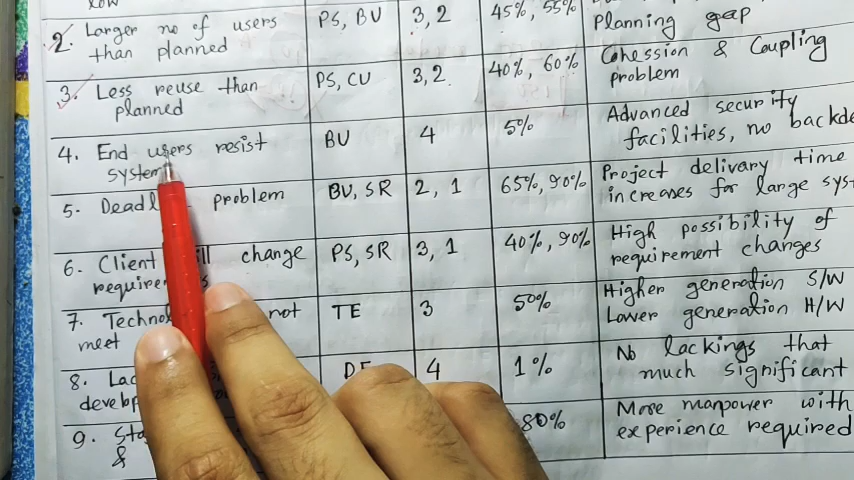 low
2. Larger no of users PS, BU 3, 2 45%, 55% Planning gap
than planned
3. Less reuse than PS, CU 3,2 40%, 60% Cohession & Coupling
planned problem
4. End users resist BU 4 5% Advanced security
system facilities, no
5. problem BU, SR 2, 1 65%, 90% Project delivary time
increases for large
6. Client change PS, SR 3, 1 40%, 90% High possibility of
requirement changes
7. not TE 3 50% Higher generation S/W
meet Lower generation H/W
8. 4 1% No lackings that
much significant
9. 80% More manpower with
& experience required